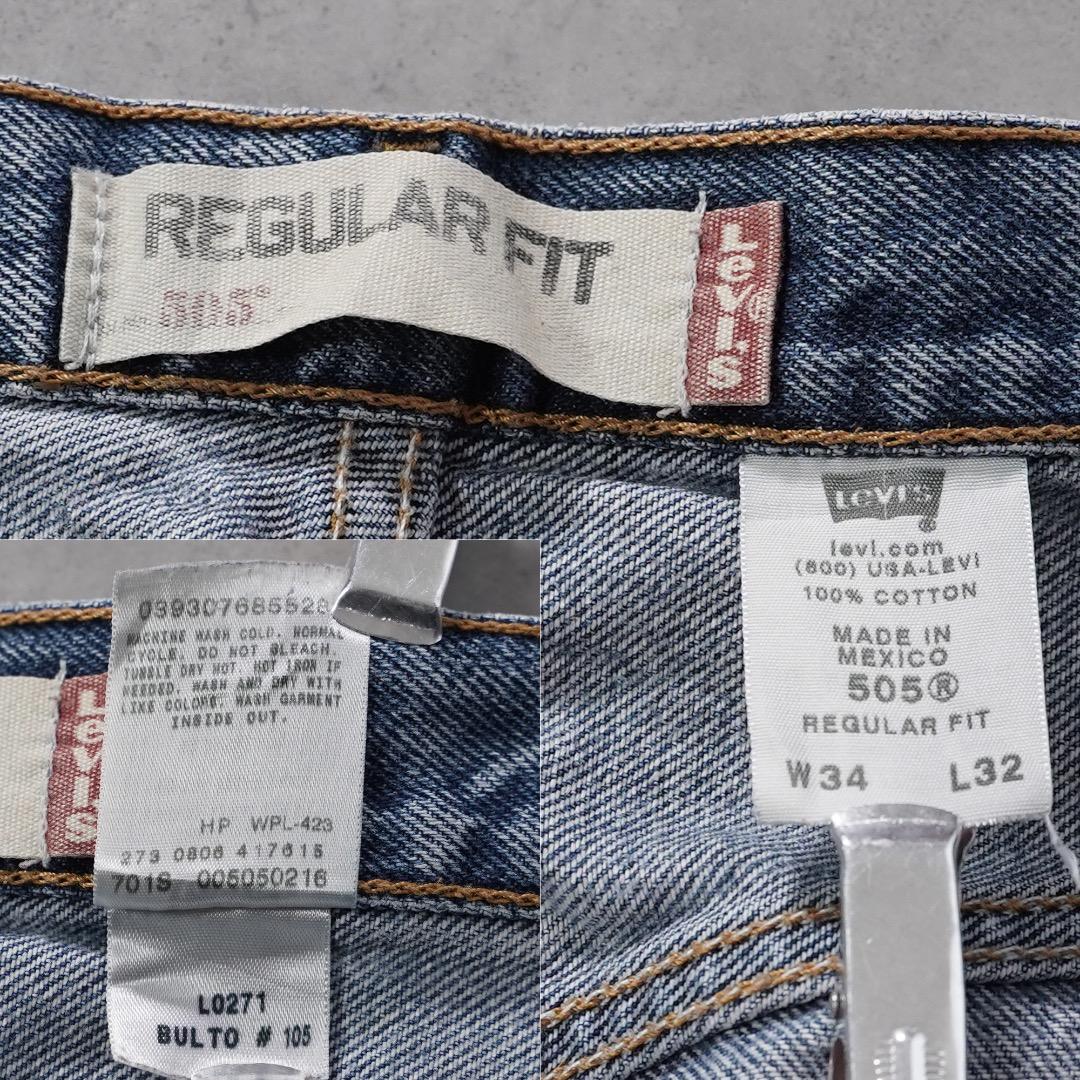 REGULAR FIT
505®
Levi's
Levi's®
levi.com
(800) USA-LEVI
100% COTTON
MADE IN
MEXICO
505®
REGULAR FIT
W34 L32
039307685528
MACHINE WASH COLD. NORMAL
CYCLE. DO NOT BLEACH.
TUMBLE DRY HOT. HOT IRON IF
NEEDED. WASH AND DRY WITH
LIKE COLORS. WASH GARMENT
INSIDE OUT.
HP WPL-423
273 0806 417615
701S 005050216
Levi's
L0271
BULTO # 105